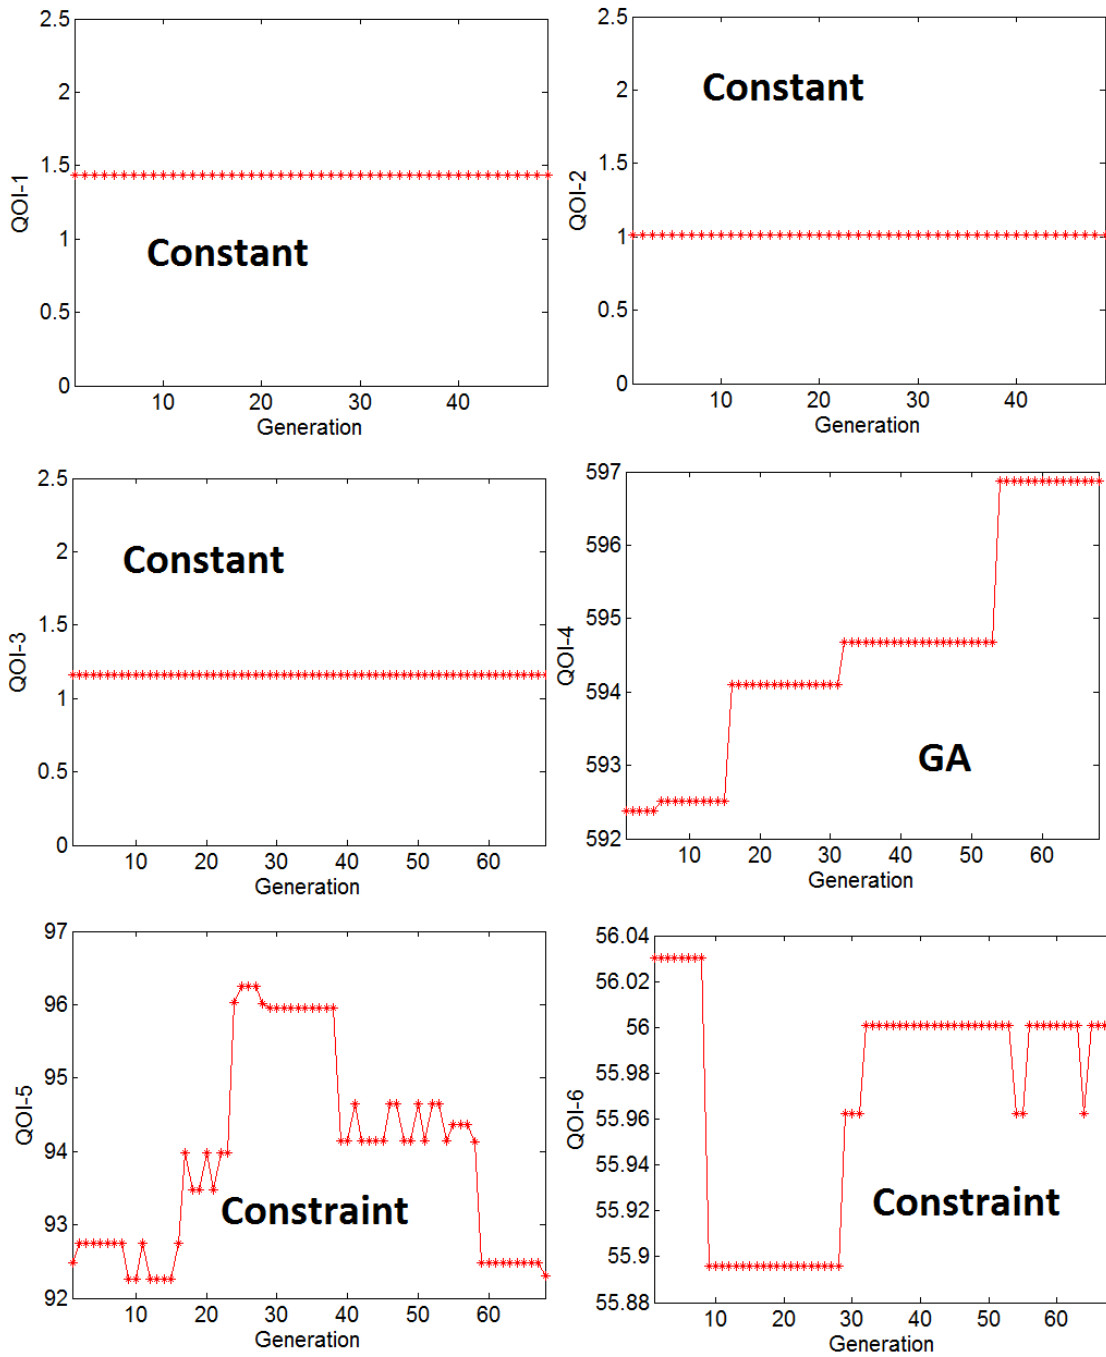 2.5
2
1.5
1
0.5
0
QOI-1
Constant
10 20 30 40
Generation
2.5
2
1.5
1
0.5
0
QOI-2
Constant
10 20 30 40
Generation
2.5
2
1.5
1
0.5
0
QOI-3
Constant
10 20 30 40 50 60
Generation
597
596
595
594
593
592
QOI-4
GA
10 20 30 40 50 60
Generation
97
96
95
94
93
92
QOI-5
Constraint
10 20 30 40 50 60
Generation
56.04
56.02
56
55.98
55.96
55.94
55.92
55.9
55.88
QOI-6
Constraint
10 20 30 40 50 60
Generation